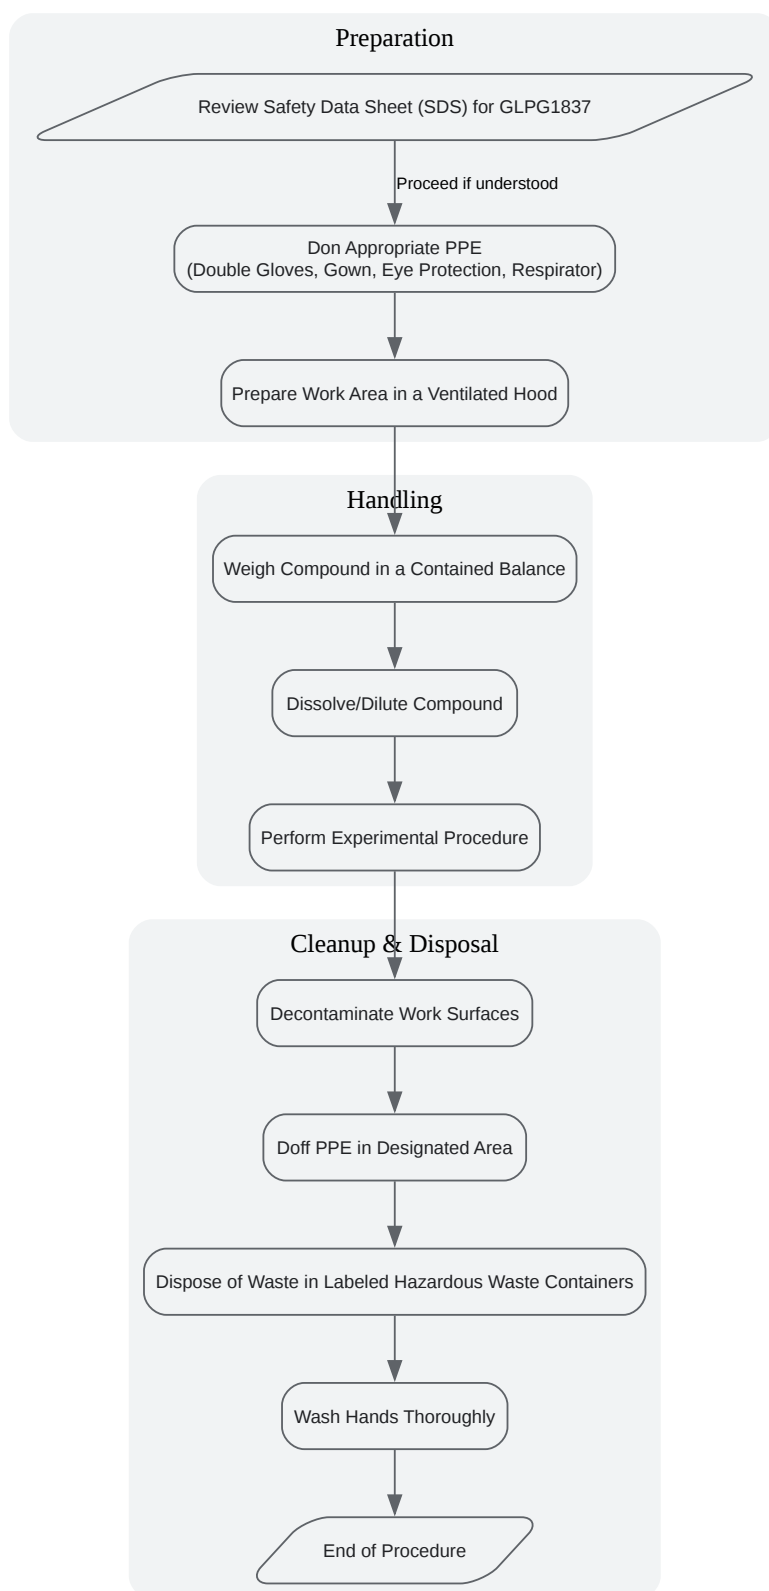 Preparation
Review Safety Data Sheet (SDS) for GLPG1837
Proceed if understood
Don Appropriate PPE
(Double Gloves, Gown, Eye Protection, Respirator)
Prepare Work Area in a Ventilated Hood
Handling
Weigh Compound in a Contained Balance
Dissolve/Dilute Compound
Perform Experimental Procedure
Cleanup & Disposal
Decontaminate Work Surfaces
Doff PPE in Designated Area
Dispose of Waste in Labeled Hazardous Waste Containers
Wash Hands Thoroughly
End of Procedure